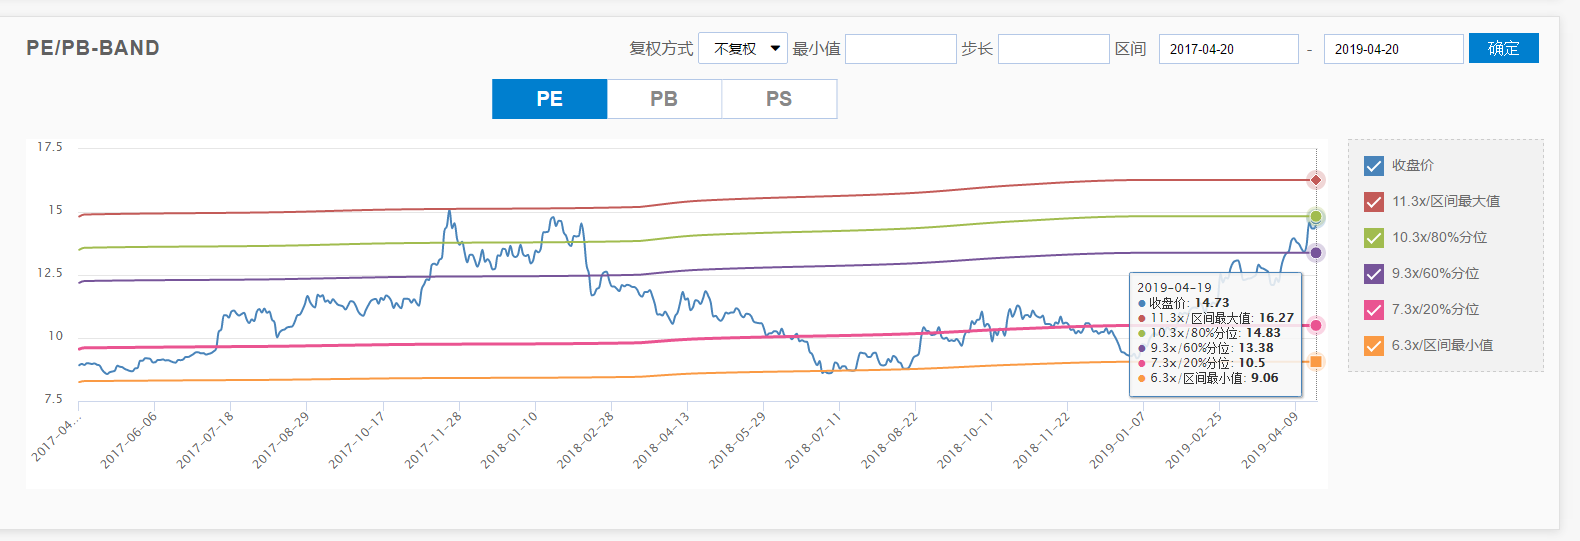 PE/PB-BAND
复权方式 不复权 最小值 步长 区间 2017-04-20 - 2019-04-20 确定
PE PB PS
17.5
15
12.5
10
7.5
2017-04... 2017-06-06 2017-07-18 2017-08-29 2017-10-17 2017-11-28 2018-01-10 2018-02-28 2018-04-13 2018-05-29 2018-07-11 2018-08-22 2018-10-11 2018-11-22 2019-01-07 2019-02-25 2019-04-09
2019-04-19
收盘价: 14.73
11.3x/区间最大值: 16.27
10.3x/80%分位: 14.83
9.3x/60%分位: 13.38
7.3x/20%分位: 10.5
6.3x/区间最小值: 9.06
收盘价
11.3x/区间最大值
10.3x/80%分位
9.3x/60%分位
7.3x/20%分位
6.3x/区间最小值